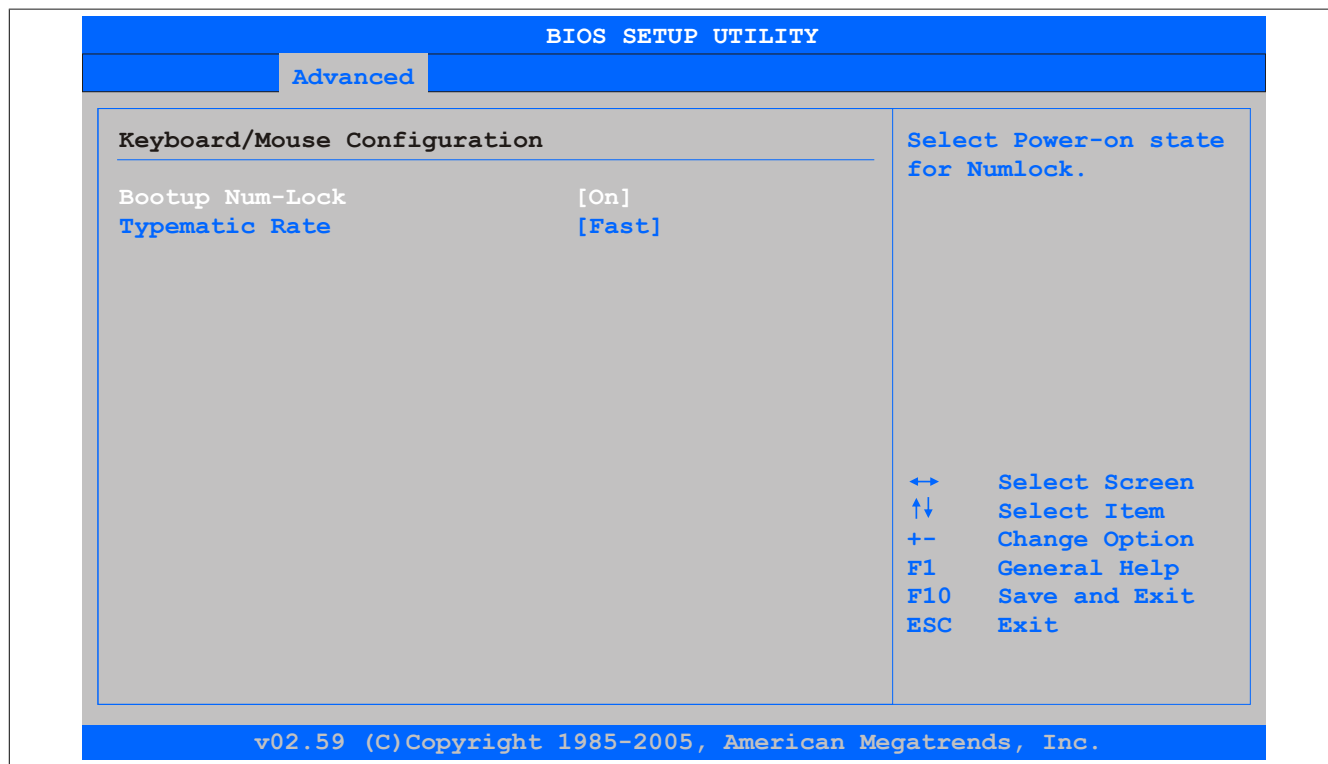 BIOS SETUP UTILITY
Advanced
Keyboard/Mouse Configuration
Bootup Num-Lock [On]
Typematic Rate [Fast]
Select Power-on state
for Numlock.
↔ Select Screen
↑↓ Select Item
+- Change Option
F1 General Help
F10 Save and Exit
ESC Exit
v02.59 (C)Copyright 1985-2005, American Megatrends, Inc.